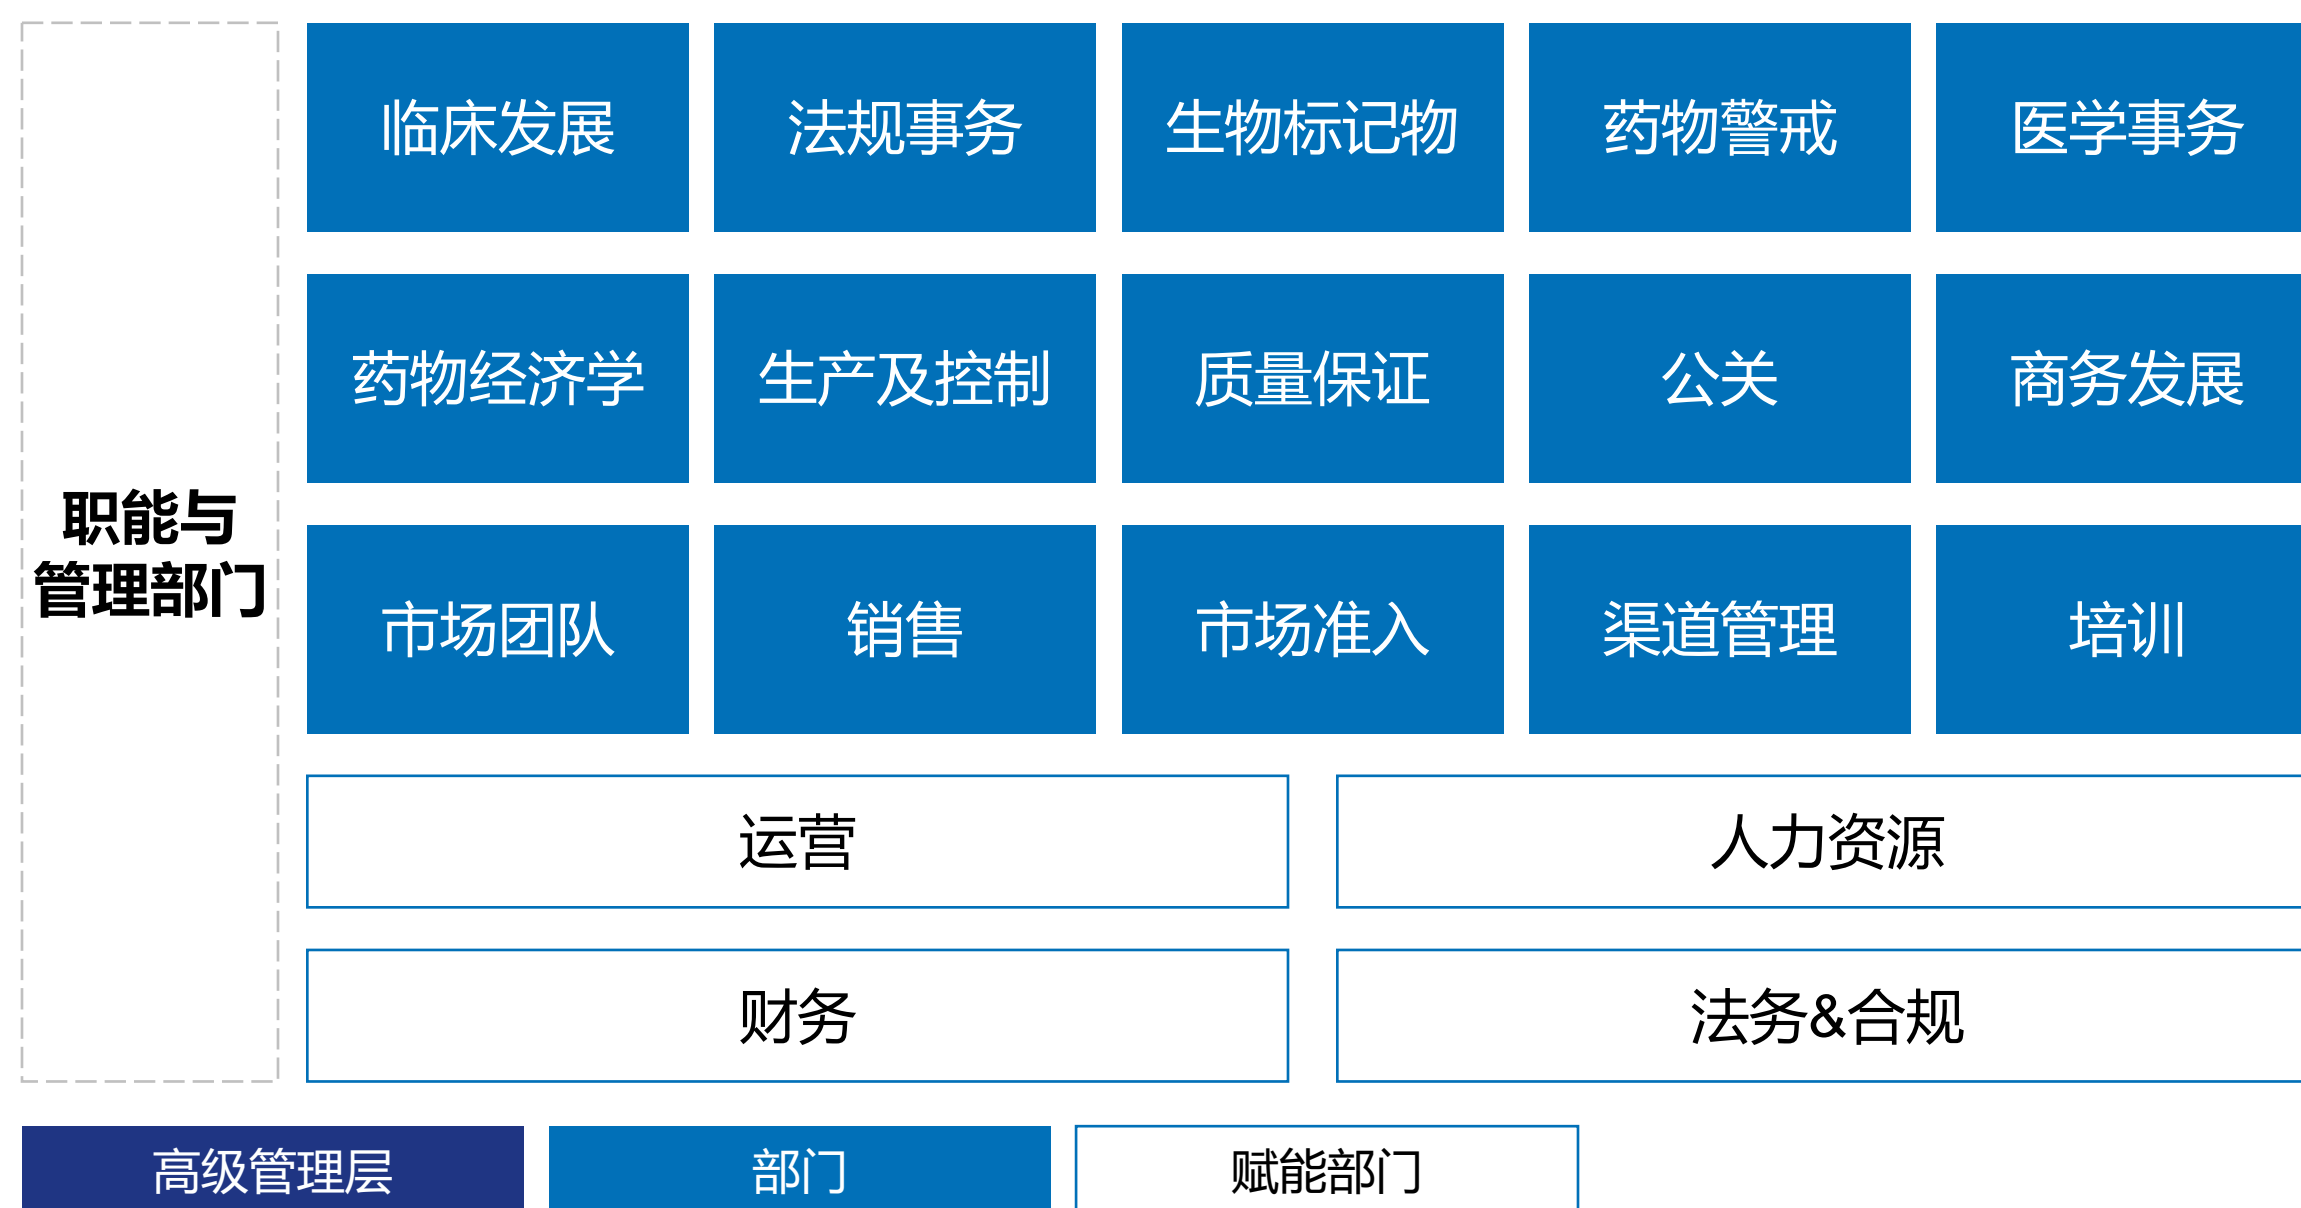 临床发展
法规事务
生物标记物
药物警戒
医学事务
药物经济学
生产及控制
质量保证
公关
商务发展
职能与
管理部门
市场团队
销售
市场准入
渠道管理
培训
运营
人力资源
财务
法务&合规
高级管理层
部门
赋能部门